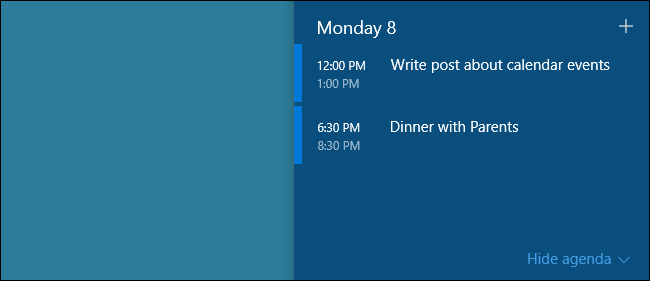 Monday 8
12:00 PM Write post about calendar events
1:00 PM
6:30 PM Dinner with Parents
8:30 PM
Hide agenda